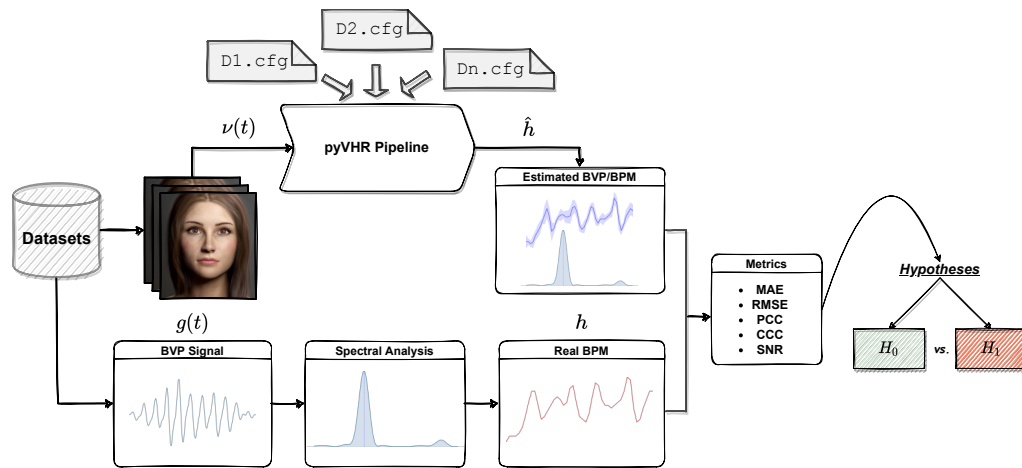 D2.cfg
D1.cfg
Dn.cfg
ν(t)
pyVHR Pipeline
ĥ
Estimated BVP/BPM
Datasets
Metrics
• MAE
• RMSE
• PCC
• CCC
• SNR
Hypotheses
H₀
vs.
H₁
g(t)
h
BVP Signal
Spectral Analysis
Real BPM